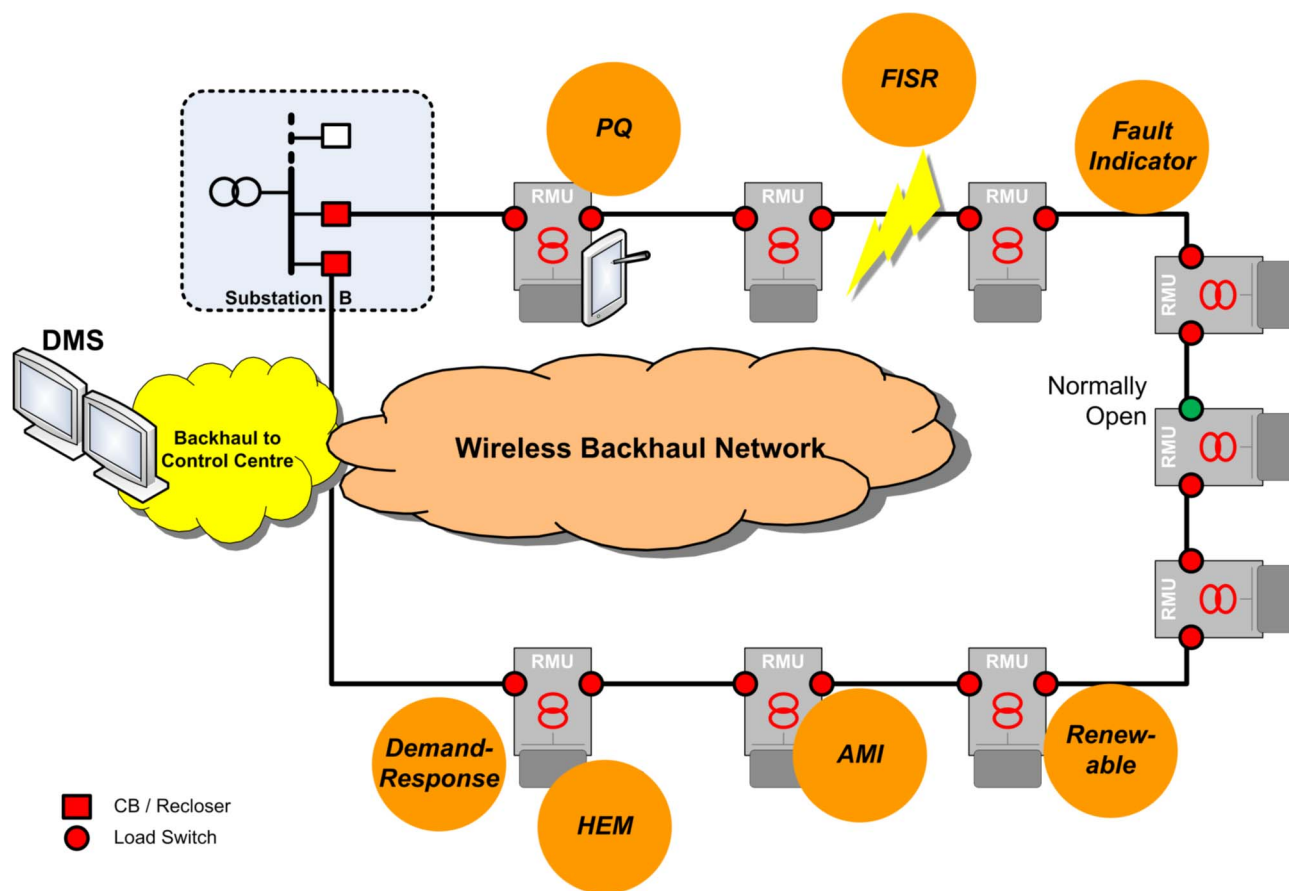 FISR
PQ
Fault
Indicator
RMU
RMU
RMU
Substation B
RMU
DMS
Normally
Open
RMU
Backhaul to
Control Centre
Wireless Backhaul Network
RMU
RMU
RMU
RMU
Demand-
Response
HEM
AMI
Renew-
able
CB / Recloser
Load Switch